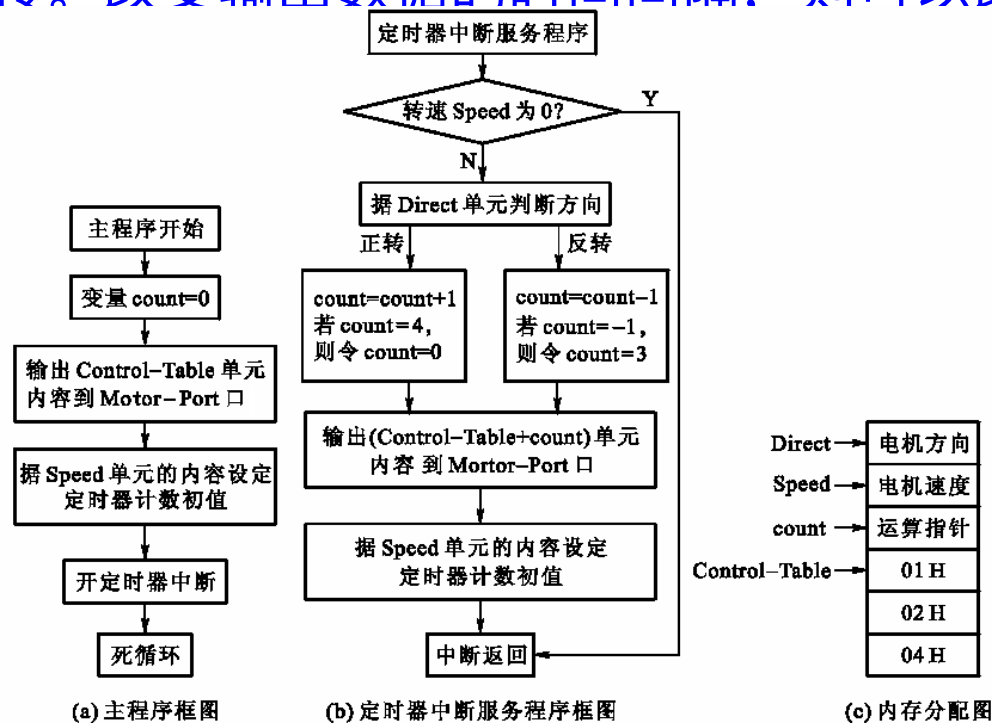 定时器中断服务程序
转速 Speed 为 0?
Y
N
据 Direct 单元判断方向
正转
反转
count=count+1
若 count=4,
则令 count=0
count=count-1
若 count=-1,
则令 count=3
输出(Control-Table+count)单元
内容 到 Mortor-Port 口
据 Speed 单元的内容设定
定时器计数初值
中断返回
主程序开始
变量 count=0
输出 Control-Table 单元
内容到 Motor-Port 口
据 Speed 单元的内容设定
定时器计数初值
开定时器中断
死循环
Direct
电机方向
Speed
电机速度
count
运算指针
Control-Table
01 H
02 H
04 H
(a) 主程序框图
(b) 定时器中断服务程序框图
(c) 内存分配图